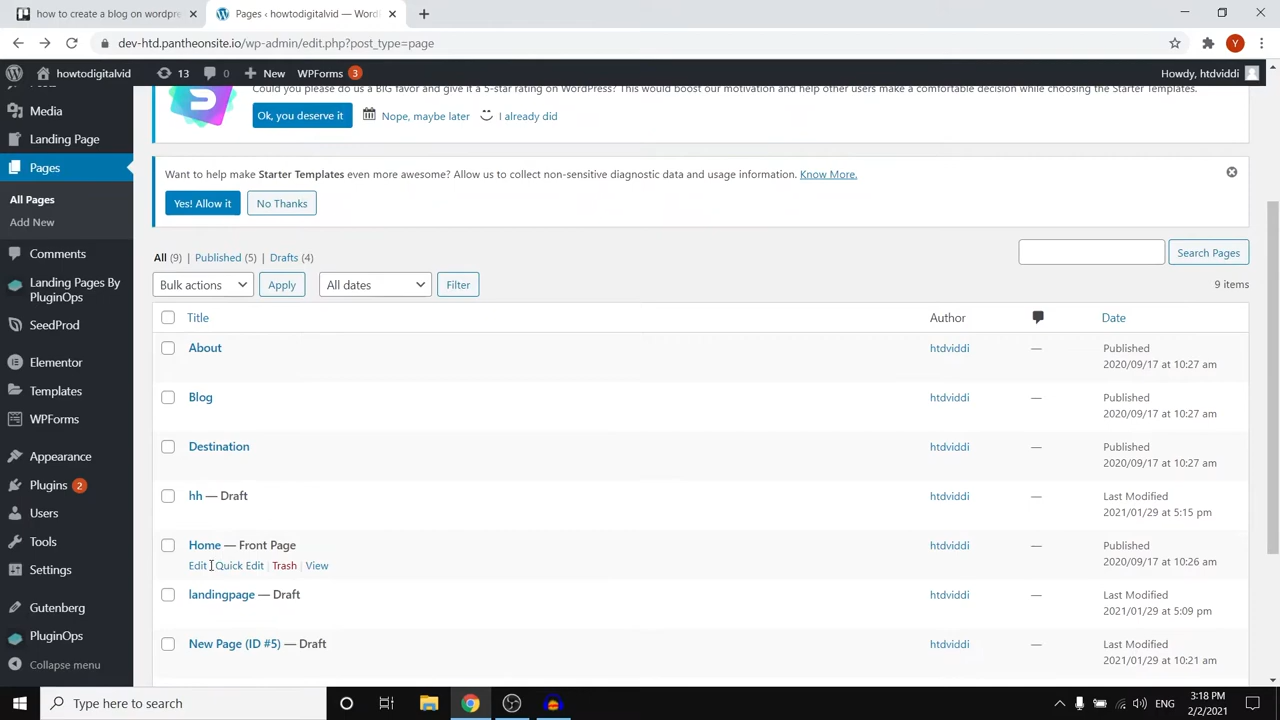 how to create a blog on wordpre
Pages ‹ howtodigitalvid — Word
dev-htd.pantheonsite.io/wp-admin/edit.php?post_type=page
Y
howtodigitalvid
13
0
+ New
WPForms 3
Howdy, htdviddi
Could you please do us a BIG favor and give it a 5-star rating on WordPress? This would boost our motivation and help other users make a comfortable decision while choosing the Starter Templates.
Ok, you deserve it
Nope, maybe later
I already did
Media
Landing Page
Pages
All Pages
Add New
Comments
Landing Pages By
PluginOps
SeedProd
Elementor
Templates
WPForms
Appearance
Plugins 2
Users
Tools
Settings
Gutenberg
PluginOps
Collapse menu
Want to help make Starter Templates even more awesome? Allow us to collect non-sensitive diagnostic data and usage information. Know More.
Yes! Allow it
No Thanks
All (9) | Published (5) | Drafts (4)
Search Pages
Bulk actions
Apply
All dates
Filter
9 items
Title
Author
Date
About
htdviddi
—
Published
2020/09/17 at 10:27 am
Blog
htdviddi
—
Published
2020/09/17 at 10:27 am
Destination
htdviddi
—
Published
2020/09/17 at 10:27 am
hh — Draft
htdviddi
—
Last Modified
2021/01/29 at 5:15 pm
Home — Front Page
Edit | Quick Edit | Trash | View
htdviddi
—
Published
2020/09/17 at 10:26 am
landingpage — Draft
htdviddi
—
Last Modified
2021/01/29 at 5:09 pm
New Page (ID #5) — Draft
htdviddi
—
Last Modified
2021/01/29 at 10:21 am
Type here to search
ENG
3:18 PM
2/2/2021